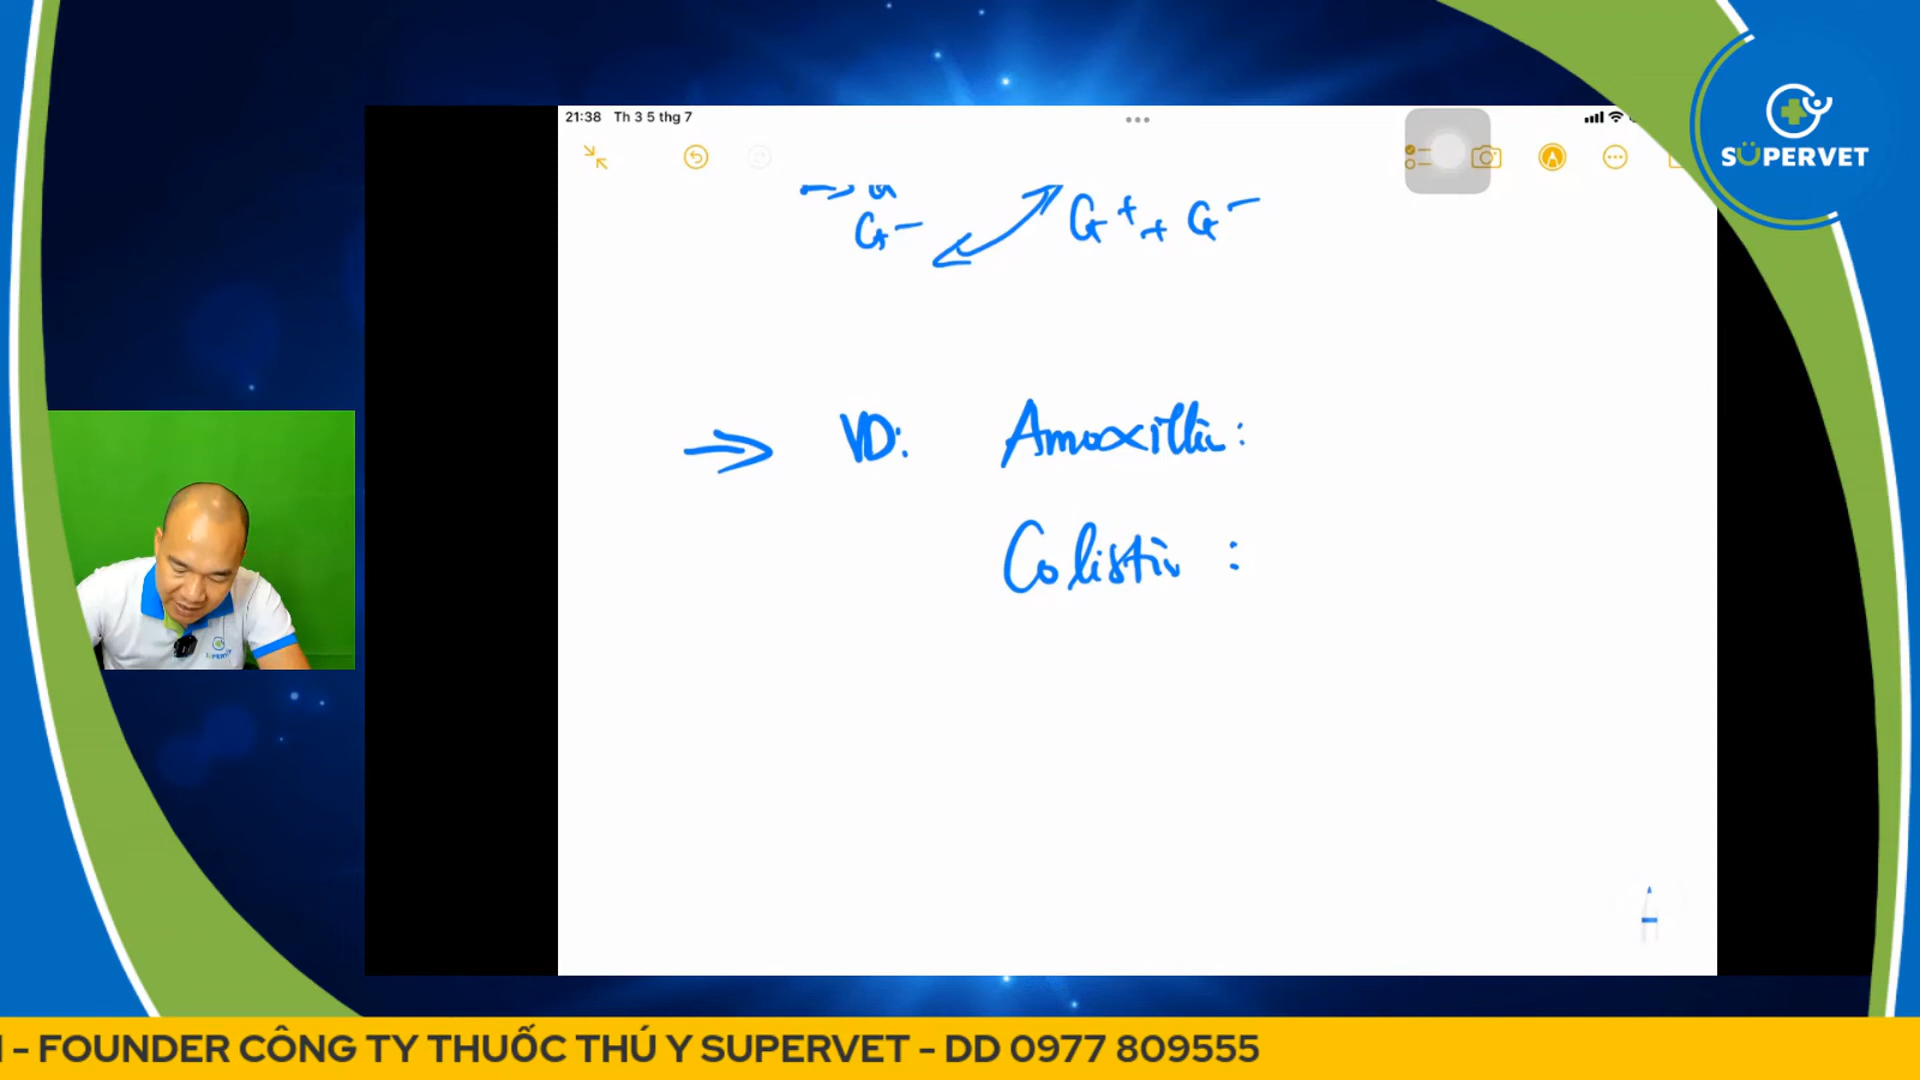 21:38 Th 3 5 thg 7
SÜPERVET
G-
G+ + G-
VD: Amoxillin:
Colistin :
- FOUNDER CÔNG TY THUỐC THÚ Y SUPERVET - DD 0977 809555